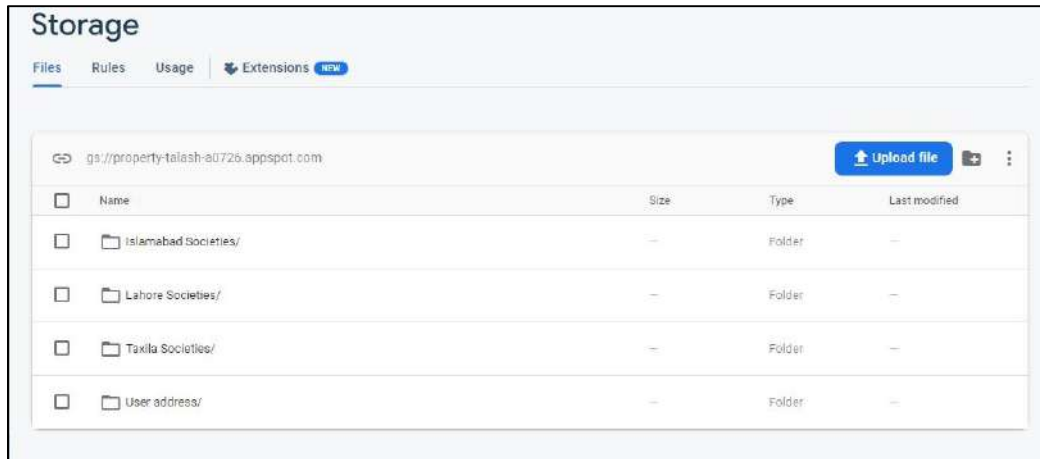 Storage
Files Rules Usage Extensions NEW
gs://property-talash-a0726.appspot.com Upload file
Name Size Type Last modified
Islamabad Societies/ — Folder —
Lahore Societies/ — Folder —
Taxila Societies/ — Folder —
User address/ — Folder —